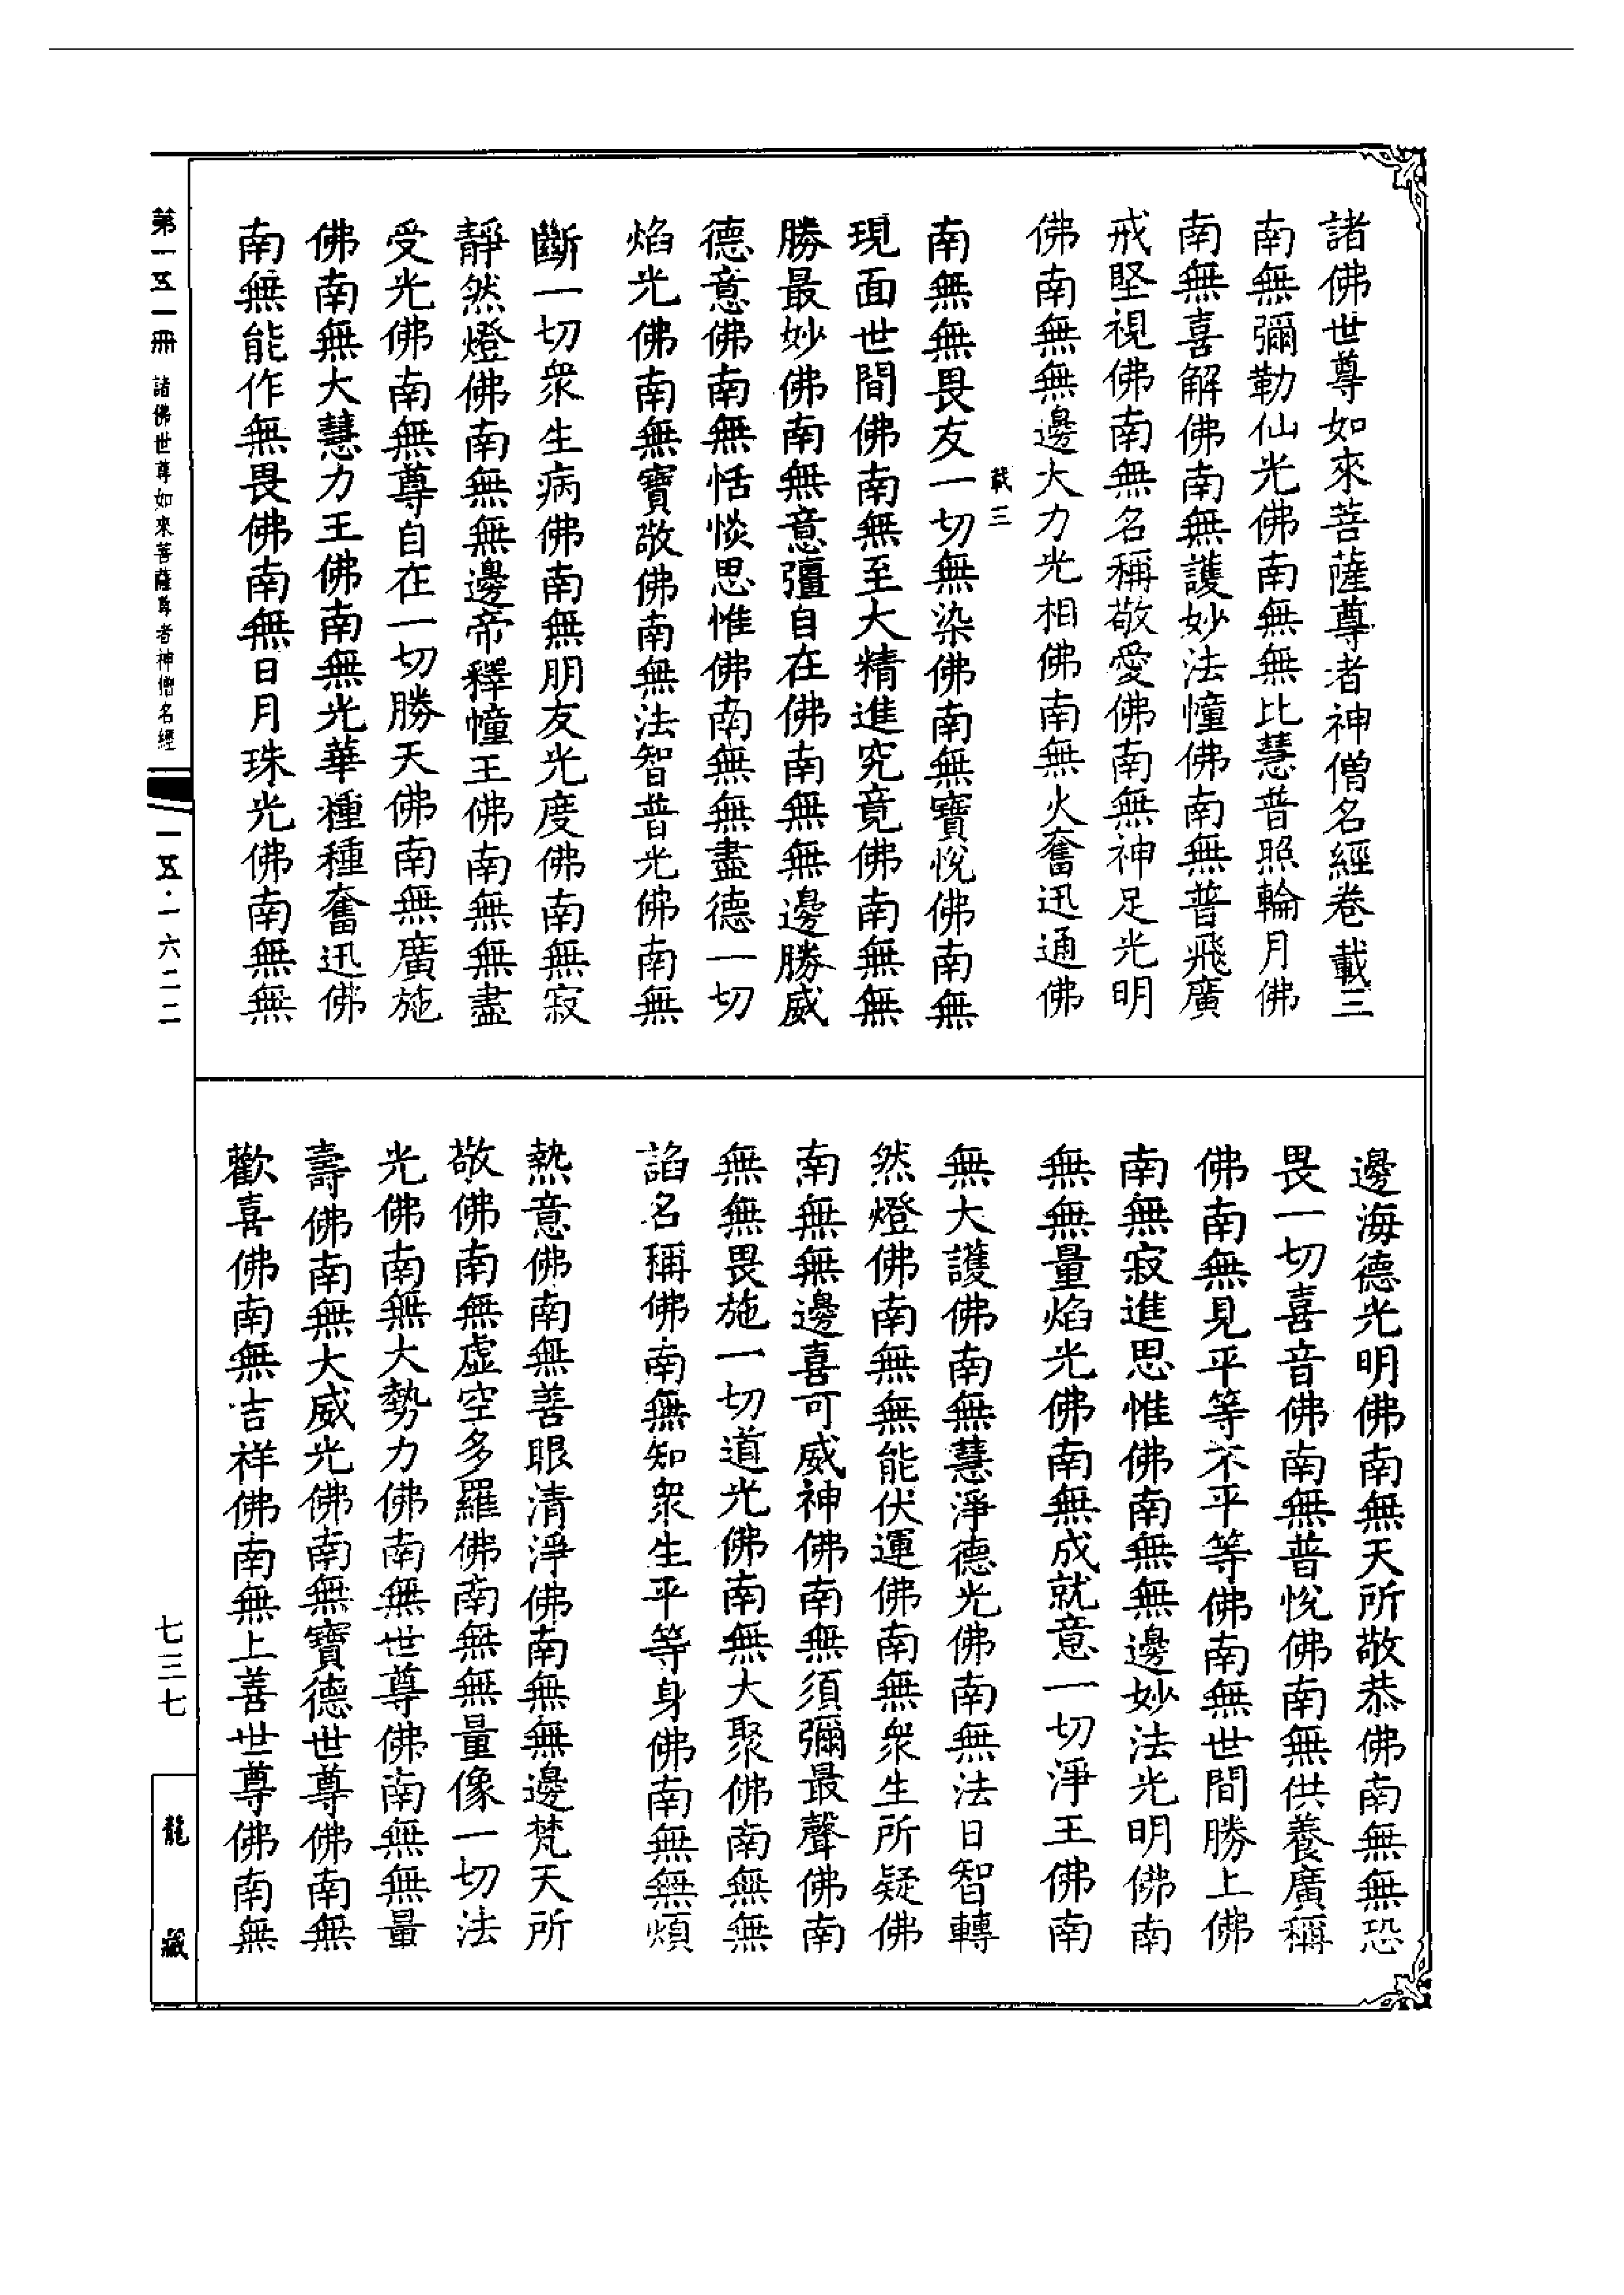 諸佛世尊如來菩薩尊者神僧名經卷載三
南無彌勒仙光佛南無無比慧普照輪月佛
南無喜解佛南無護妙法幢佛南無普飛廣
戒堅視佛南無名稱敬愛佛南無神足光明
佛南無無邊大力光相佛南無火奮迅通佛
載三
南無無畏友一切無染佛南無寶悅佛南無
現面世間佛南無至大精進究竟佛南無無
勝最妙佛南無意彊自在佛南無無邊勝威
德意佛南無恬惔思惟佛南無無盡德一切
焰光佛南無寶敬佛南無法智普光佛南無
斷一切衆生病佛南無朋友光度佛南無寂
靜然燈佛南無無邊帝釋幢王佛南無無盡
受光佛南無尊自在一切勝天佛南無廣施
佛南無大慧力王佛南無光華種種奮迅佛
南無能作無畏佛南無日月珠光佛南無無
邊海德光明佛南無天所敬恭佛南無無恐
畏一切喜音佛南無普悅佛南無供養廣稱
佛南無見平等不平等佛南無世間勝上佛
南無寂進思惟佛南無無邊妙法光明佛南
無無量焰光佛南無成就意一切淨王佛南
無大護佛南無慧淨德光佛南無法日智轉
然燈佛南無無能伏運佛南無衆生所疑佛
南無無邊喜可威神佛南無須彌最聲佛南
無無畏施一切道光佛南無大聚佛南無無
諂名稱佛南無知衆生平等身佛南無無煩
熱意佛南無善眼清淨佛南無無邊梵天所
敬佛南無虛空多羅佛南無無量像一切法
光佛南無大勢力佛南無世尊佛南無無量
壽佛南無大威光佛南無寶德世尊佛南無
歡喜佛南無吉祥佛南無上善世尊佛南無
第一五一冊 諸佛世尊如來菩薩尊者神僧名經
一五·一六二二
七三七
龍藏